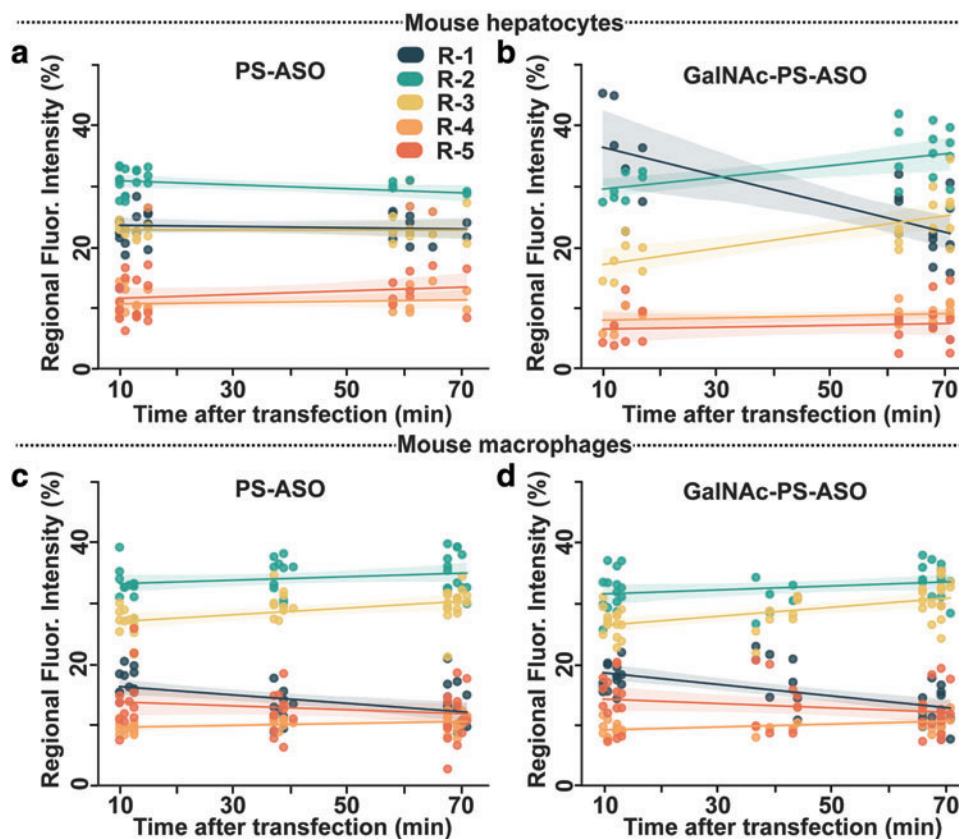 Mouse hepatocytes
a
PS-ASO
R-1
R-2
R-3
R-4
R-5
Regional Fluor. Intensity (%)
40
20
0
10
30
50
70
Time after transfection (min)
b
GalNAc-PS-ASO
Regional Fluor. Intensity (%)
40
20
0
10
30
50
70
Time after transfection (min)
Mouse macrophages
c
PS-ASO
Regional Fluor. Intensity (%)
40
20
0
10
30
50
70
Time after transfection (min)
d
GalNAc-PS-ASO
Regional Fluor. Intensity (%)
40
20
0
10
30
50
70
Time after transfection (min)